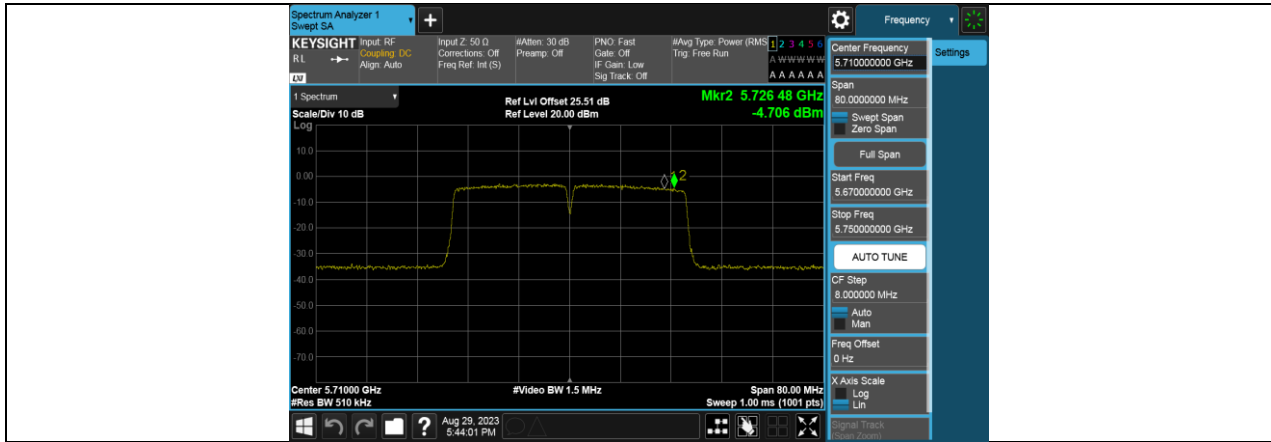 Spectrum Analyzer 1
Swept SA
+
Frequency
KEYSIGHT
RL
LXI
Input: RF
Coupling: DC
Align: Auto
Input Z: 50 Ω
Corrections: Off
Freq Ref: Int (S)
#Atten: 30 dB
Preamp: Off
PNO: Fast
Gate: Off
IF Gain: Low
Sig Track: Off
#Avg Type: Power (RMS
Trig: Free Run
1 2 3 4 5 6
A W W W W W
A A A A A A
1 Spectrum
Scale/Div 10 dB
Log
Ref Lvl Offset 25.51 dB
Ref Level 20.00 dBm
Mkr2 5.726 48 GHz
-4.706 dBm
10.0
0.00
-10.0
-20.0
-30.0
-40.0
-50.0
-60.0
-70.0
2
Center 5.71000 GHz
#Res BW 510 kHz
#Video BW 1.5 MHz
Span 80.00 MHz
Sweep 1.00 ms (1001 pts)
Center Frequency
5.710000000 GHz
Settings
Span
80.0000000 MHz
Swept Span
Zero Span
Full Span
Start Freq
5.670000000 GHz
Stop Freq
5.750000000 GHz
AUTO TUNE
CF Step
8.000000 MHz
Auto
Man
Freq Offset
0 Hz
X Axis Scale
Log
Lin
Signal Track
(Span Zoom)
?
Aug 29, 2023
5:44:01 PM